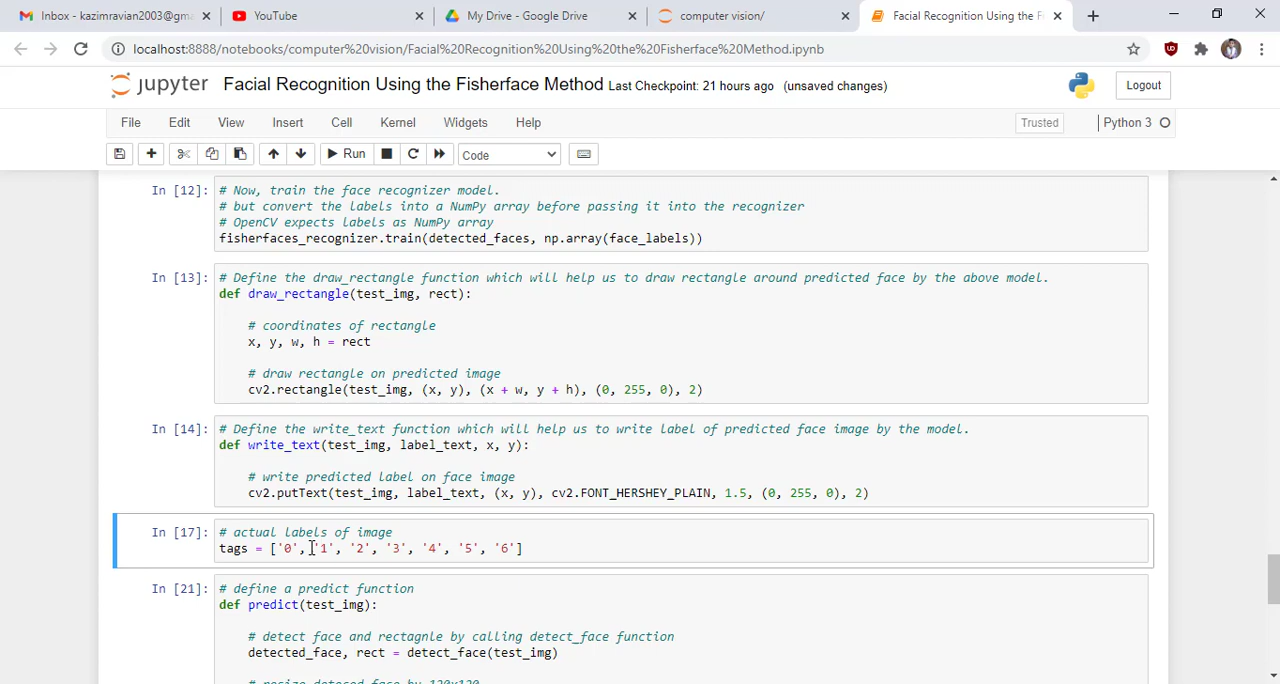 Inbox - kazimravian2003@gma
YouTube
My Drive - Google Drive
computer vision/
Facial Recognition Using the F
localhost:8888/notebooks/computer%20vision/Facial%20Recognition%20Using%20the%20Fisherface%20Method.ipynb
jupyter Facial Recognition Using the Fisherface Method Last Checkpoint: 21 hours ago (unsaved changes)
Logout
File Edit View Insert Cell Kernel Widgets Help
Trusted
Python 3
Run
Code
In [12]:
# Now, train the face recognizer model.
# but convert the labels into a NumPy array before passing it into the recognizer
# OpenCV expects labels as NumPy array
fisherfaces_recognizer.train(detected_faces, np.array(face_labels))
In [13]:
# Define the draw_rectangle function which will help us to draw rectangle around predicted face by the above model.
def draw_rectangle(test_img, rect):
# coordinates of rectangle
x, y, w, h = rect
# draw rectangle on predicted image
cv2.rectangle(test_img, (x, y), (x + w, y + h), (0, 255, 0), 2)
In [14]:
# Define the write_text function which will help us to write label of predicted face image by the model.
def write_text(test_img, label_text, x, y):
# write predicted label on face image
cv2.putText(test_img, label_text, (x, y), cv2.FONT_HERSHEY_PLAIN, 1.5, (0, 255, 0), 2)
In [17]:
# actual labels of image
tags = ['0', '1', '2', '3', '4', '5', '6']
In [21]:
# define a predict function
def predict(test_img):
# detect face and rectagnle by calling detect_face function
detected_face, rect = detect_face(test_img)
# resize deteced face by 120x120